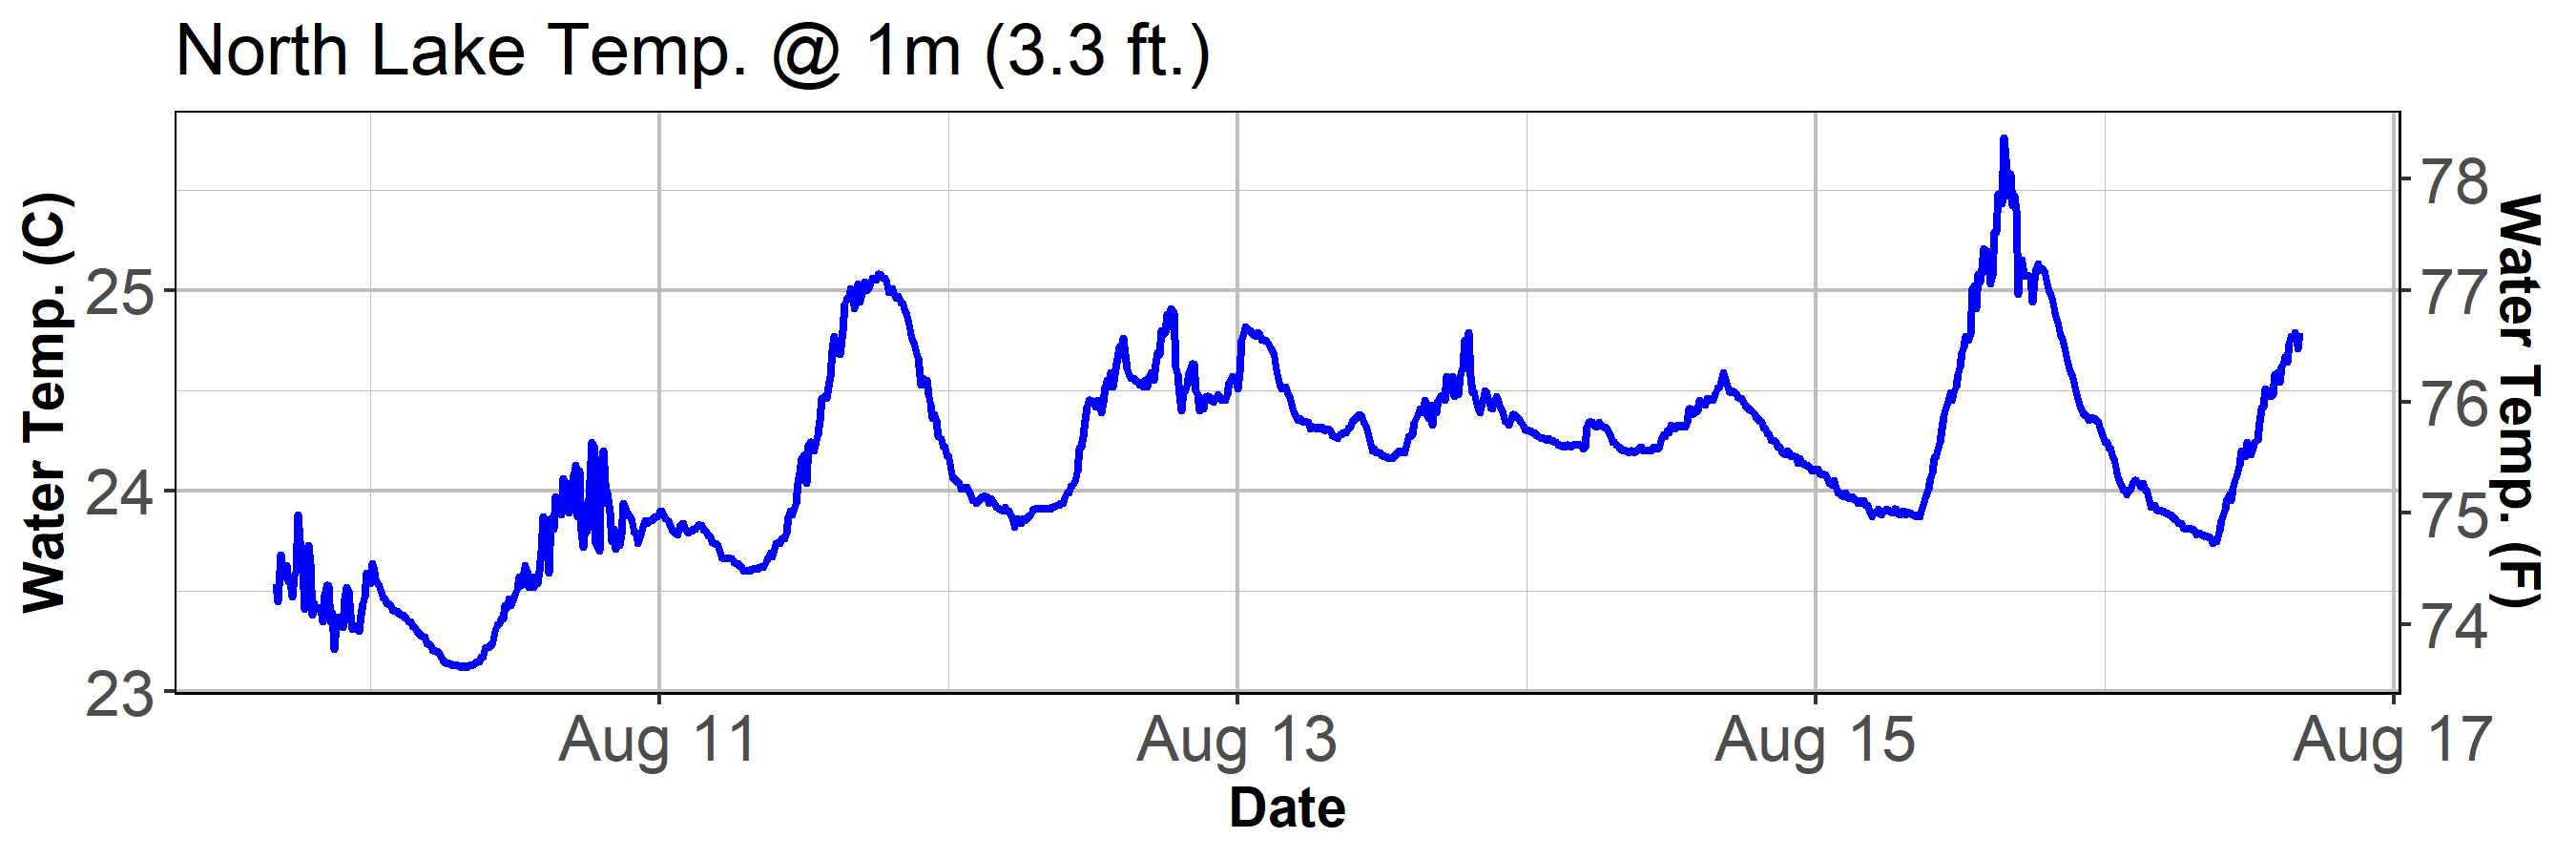 North Lake Temp. @ 1m (3.3 ft.)
Water Temp. (C)
25
24
23
78
77
76
75
74
Water Temp. (F)
Aug 11
Aug 13
Aug 15
Aug 17
Date